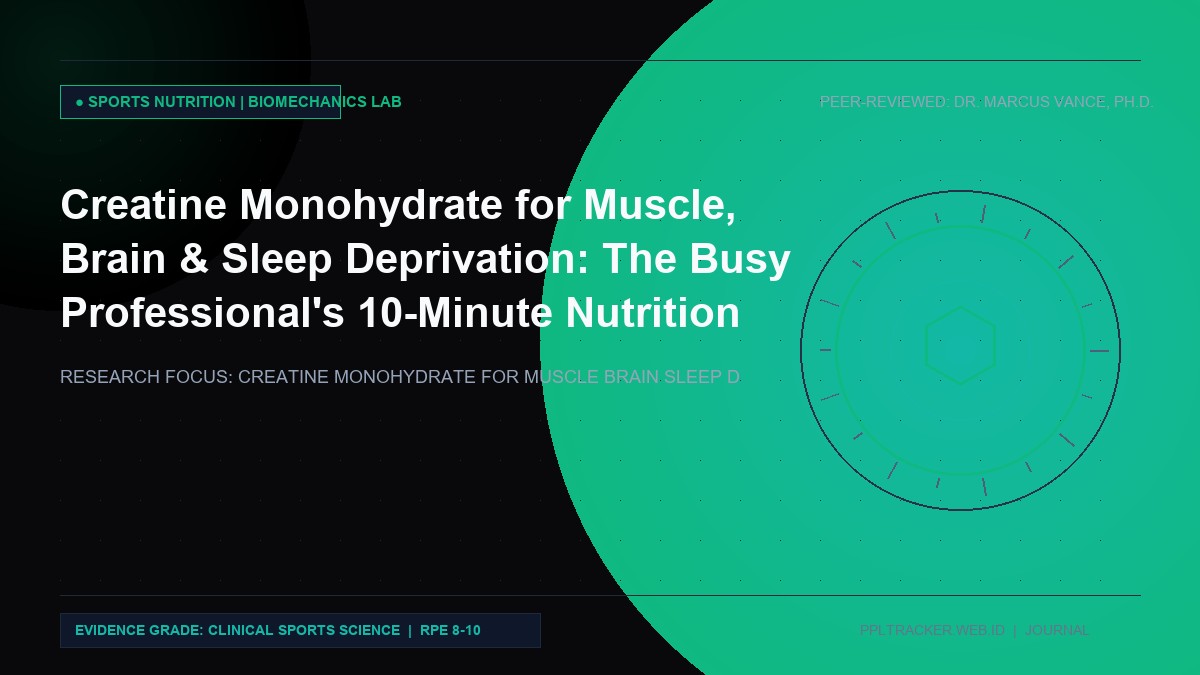 ● SPORTS NUTRITION | BIOMECHANICS LAB
PEER-REVIEWED: DR. MARCUS VANCE, PH.D.
Creatine Monohydrate for Muscle,
Brain & Sleep Deprivation: The Busy
Professional's 10-Minute Nutrition
RESEARCH FOCUS: CREATINE MONOHYDRATE FOR MUSCLE BRAIN SLEEP D
EVIDENCE GRADE: CLINICAL SPORTS SCIENCE | RPE 8-10
PPLTRACKER WEB ID | JOURNAL